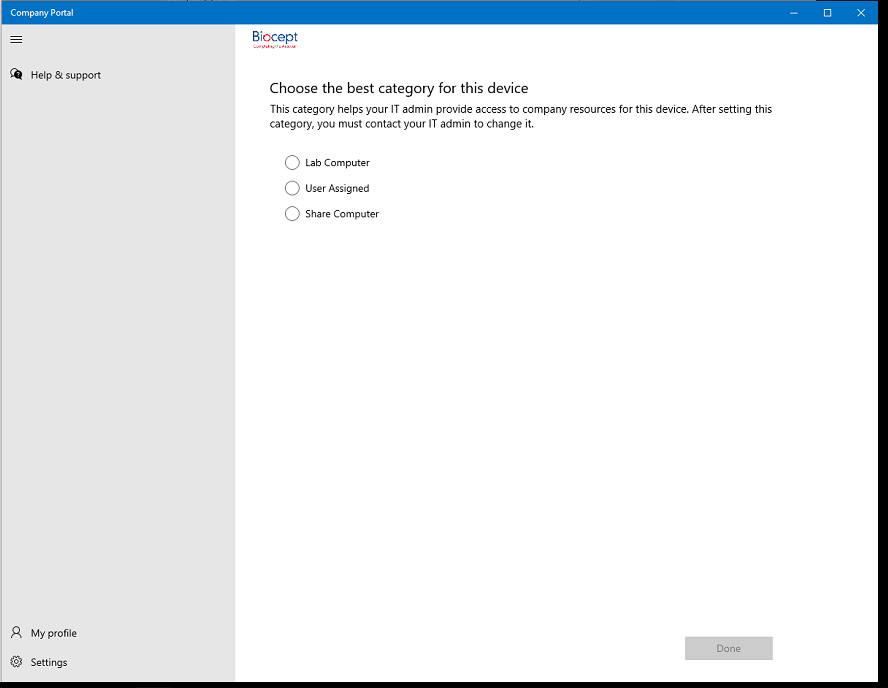 Company Portal
Biocept
Help & support
Choose the best category for this device
This category helps your IT admin provide access to company resources for this device. After setting this
category, you must contact your IT admin to change it.
Lab Computer
User Assigned
Share Computer
My profile
Settings
Done